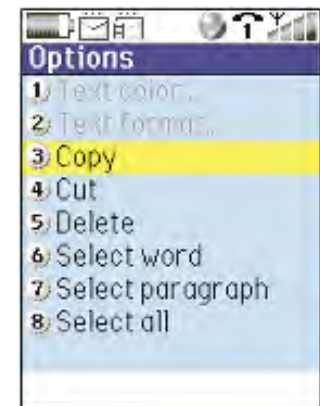 Options
1) Text color...
2) Text format...
3) Copy
4) Cut
5) Delete
6) Select word
7) Select paragraph
8) Select all